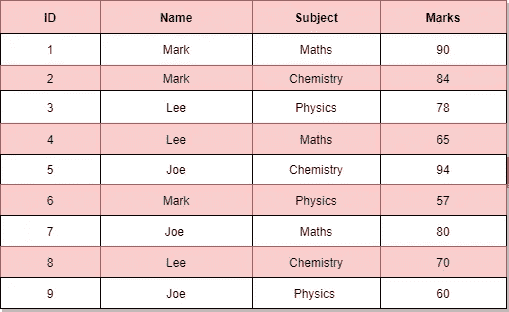 ID Name Subject Marks
1 Mark Maths 90
2 Mark Chemistry 84
3 Lee Physics 78
4 Lee Maths 65
5 Joe Chemistry 94
6 Mark Physics 57
7 Joe Maths 80
8 Lee Chemistry 70
9 Joe Physics 60